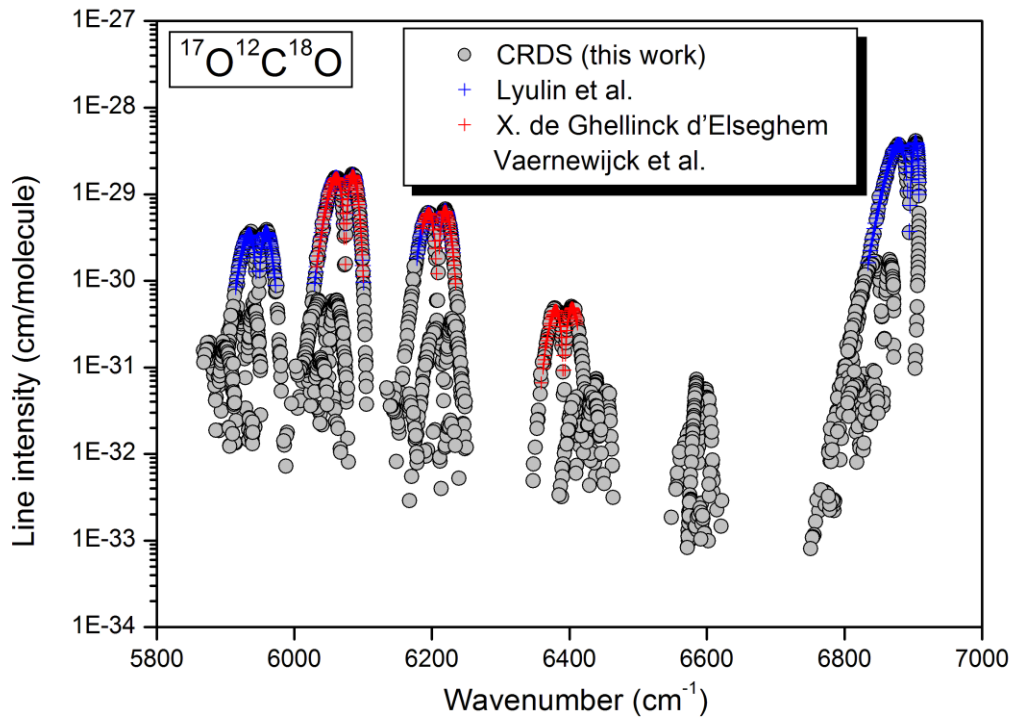 1E-27
¹⁷O¹²C¹⁸O
CRDS (this work)
Lyulin et al.
X. de Ghellinck d'Elseghem
Vaernewijck et al.
1E-28
1E-29
1E-30
1E-31
1E-32
1E-33
1E-34
Line intensity (cm/molecule)
5800 6000 6200 6400 6600 6800 7000
Wavenumber (cm⁻¹)